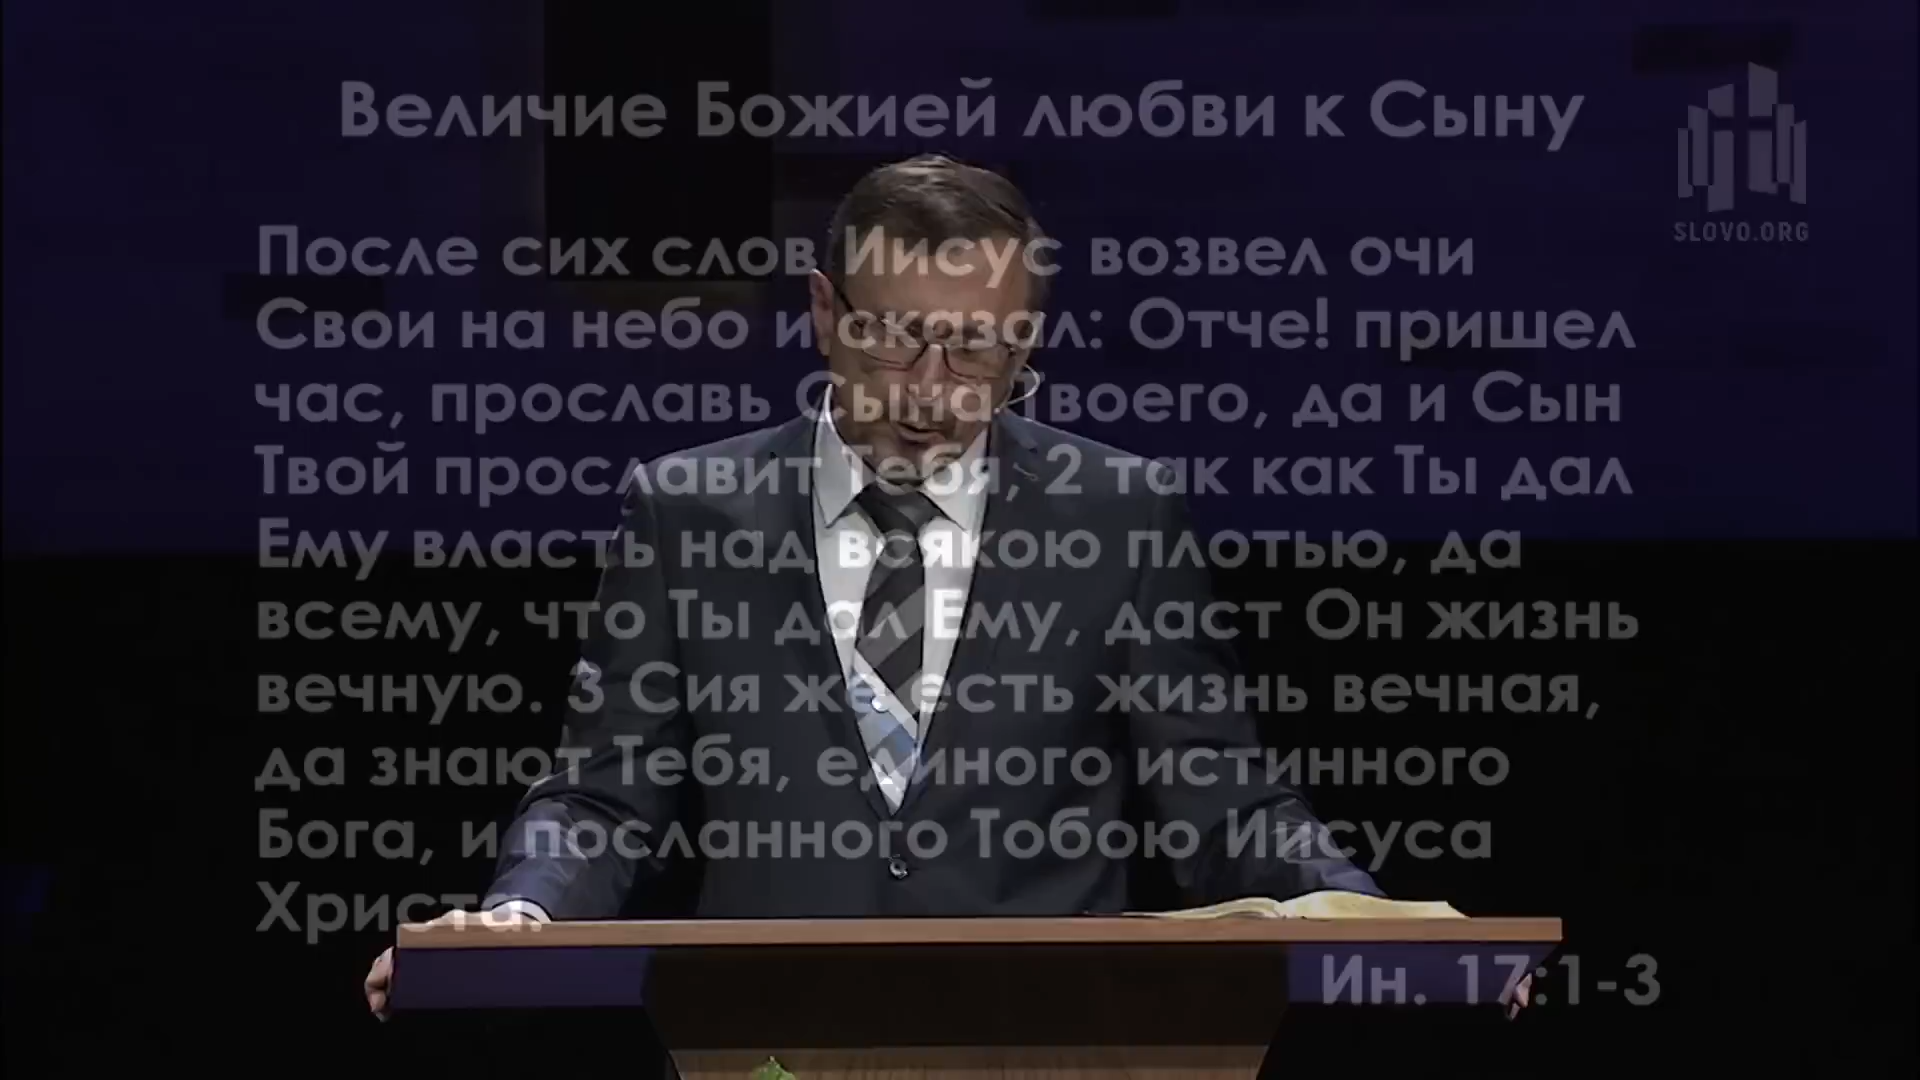 Величие Божией любви к Сыну
SLOVO.ORG
После сих слов Иисус возвел очи
Свои на небо и сказал: Отче! пришел
час, прославь Сына Твоего, да и Сын
Твой прославит Тебя, 2 так как Ты дал
Ему власть над всякою плотью, да
всему, что Ты дал Ему, даст Он жизнь
вечную. 3 Сия же есть жизнь вечная,
да знают Тебя, единого истинного
Бога, и посланного Тобою Иисуса
Христа.
Ин. 17:1-3